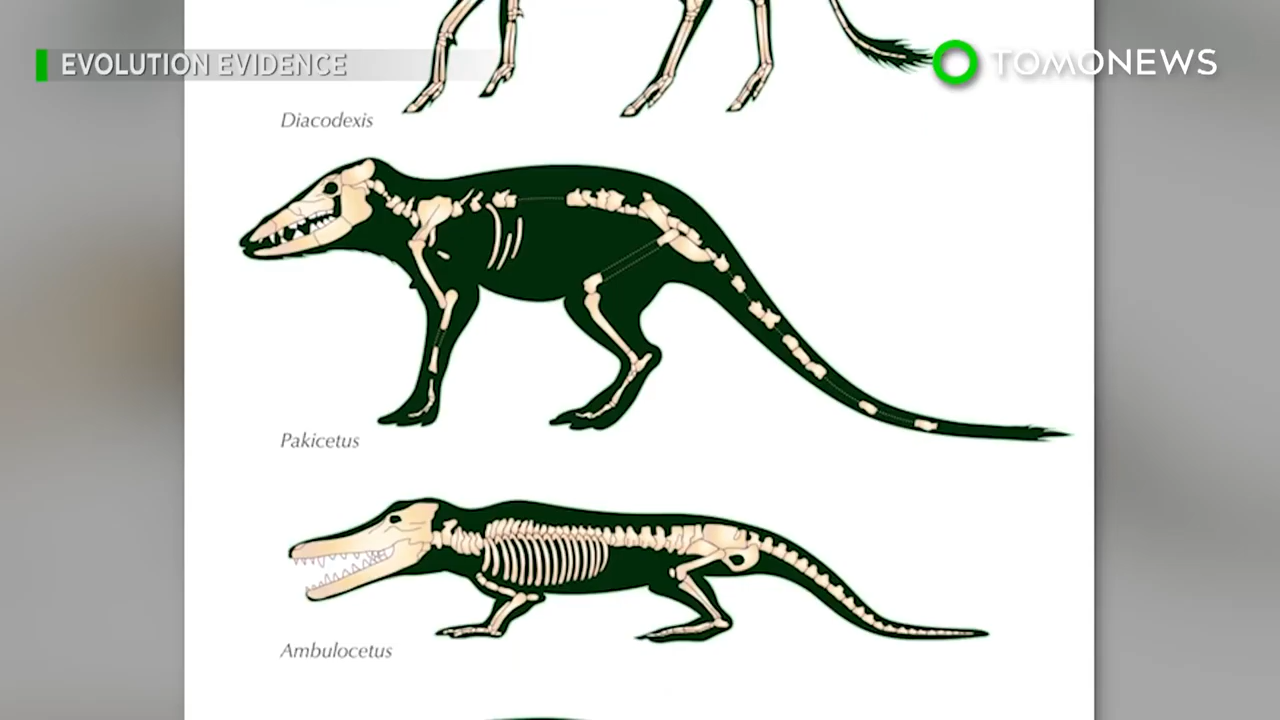 EVOLUTION EVIDENCE
TOMONEWS
Diacodexis
Pakicetus
Ambulocetus